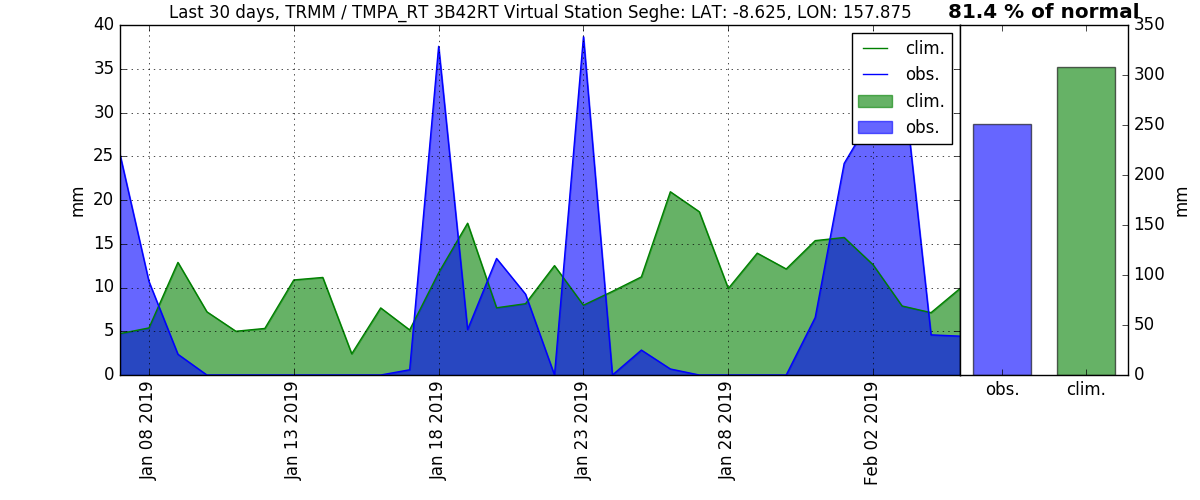 Last 30 days, TRMM / TMPA_RT 3B42RT Virtual Station Seghe: LAT: -8.625, LON: 157.875
81.4 % of normal
40
35
30
25
20
15
10
5
0
mm
clim.
obs.
clim.
obs.
350
300
250
200
150
100
50
0
mm
Jan 08 2019
Jan 13 2019
Jan 18 2019
Jan 23 2019
Jan 28 2019
Feb 02 2019
obs.
clim.